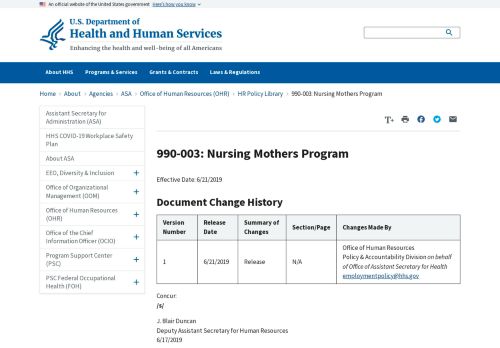 An official website of the United States government Here's how you know
U.S. Department of
Health and Human Services
Enhancing the health and well-being of all Americans
About HHS Programs & Services Grants & Contracts Laws & Regulations
Home › About › Agencies › ASA › Office of Human Resources (OHR) › HR Policy Library › 990-003: Nursing Mothers Program
Assistant Secretary for
Administration (ASA)
HHS COVID-19 Workplace Safety
Plan
About ASA
EEO, Diversity & Inclusion +
Office of Organizational
Management (OOM) +
Office of Human Resources
(OHR) +
Office of the Chief
Information Officer (OCIO) +
Program Support Center
(PSC) +
PSC Federal Occupational
Health (FOH) +
T+
990-003: Nursing Mothers Program
Effective Date: 6/21/2019
Document Change History
Version
Number
Release
Date
Summary of
Changes
Section/Page
Changes Made By
1
6/21/2019
Release
N/A
Office of Human Resources
Policy & Accountability Division on behalf
of Office of Assistant Secretary for Health
employmentpolicy@hhs.gov
Concur:
/s/
J. Blair Duncan
Deputy Assistant Secretary for Human Resources
6/17/2019